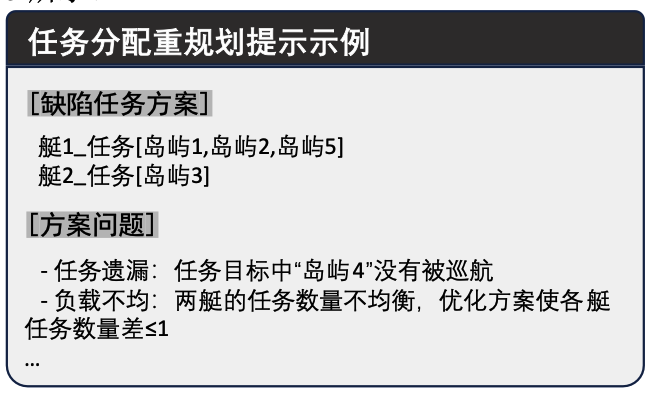 任务分配重规划提示示例
[缺陷任务方案]
艇1_任务[岛屿1,岛屿2,岛屿5]
艇2_任务[岛屿3]
[方案问题]
- 任务遗漏：任务目标中“岛屿4”没有被巡航
- 负载不均：两艇的任务数量不均衡，优化方案使各艇
任务数量差≤1
...